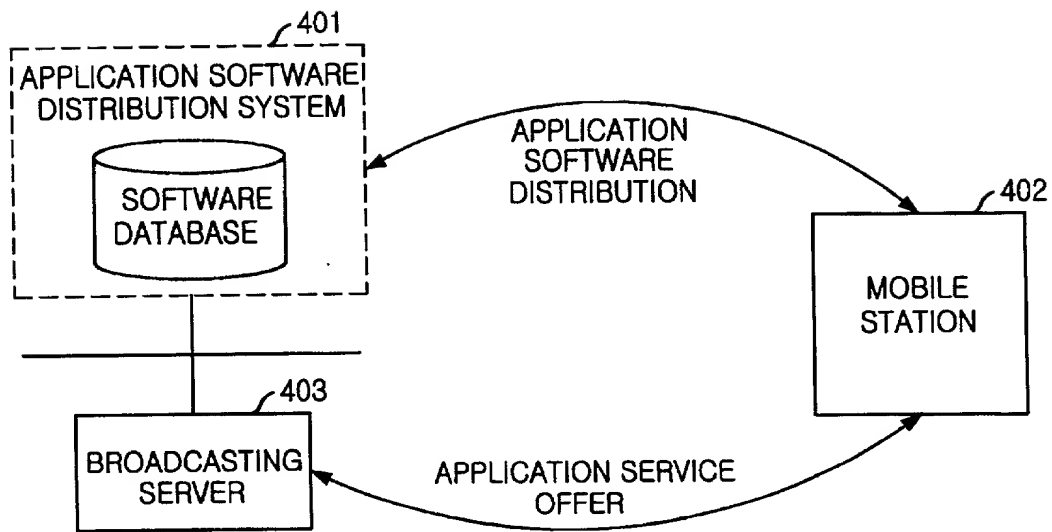 401
APPLICATION SOFTWARE
DISTRIBUTION SYSTEM
SOFTWARE
DATABASE
APPLICATION
SOFTWARE
DISTRIBUTION
402
MOBILE
STATION
403
BROADCASTING
SERVER
APPLICATION SERVICE
OFFER